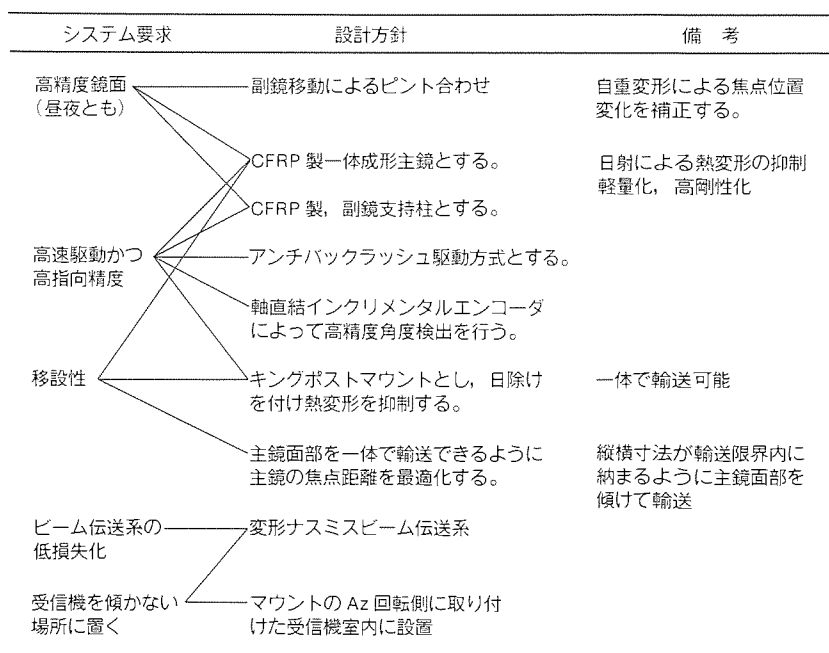 システム要求 設計方針 備 考
高精度鏡面 副鏡移動によるピント合わせ 自重変形による焦点位置
（昼夜とも） 変化を補正する。
CFRP 製一体成形主鏡とする。 日射による熱変形の抑制
軽量化，高剛性化
CFRP 製，副鏡支持柱とする。
高速駆動かつ アンチバックラッシュ駆動方式とする。
高指向精度
軸直結インクリメンタルエンコーダ
によって高精度角度検出を行う。
移設性 キングポストマウントとし，日除け 一体で輸送可能
を付け熱変形を抑制する。
主鏡面部を一体で輸送できるように 縦横寸法が輸送限界内に
主鏡の焦点距離を最適化する。 納まるように主鏡面部を
傾けて輸送
ビーム伝送系の 変形ナスミスビーム伝送系
低損失化
受信機を傾かない マウントの Az 回転側に取り付
場所に置く けた受信機室内に設置